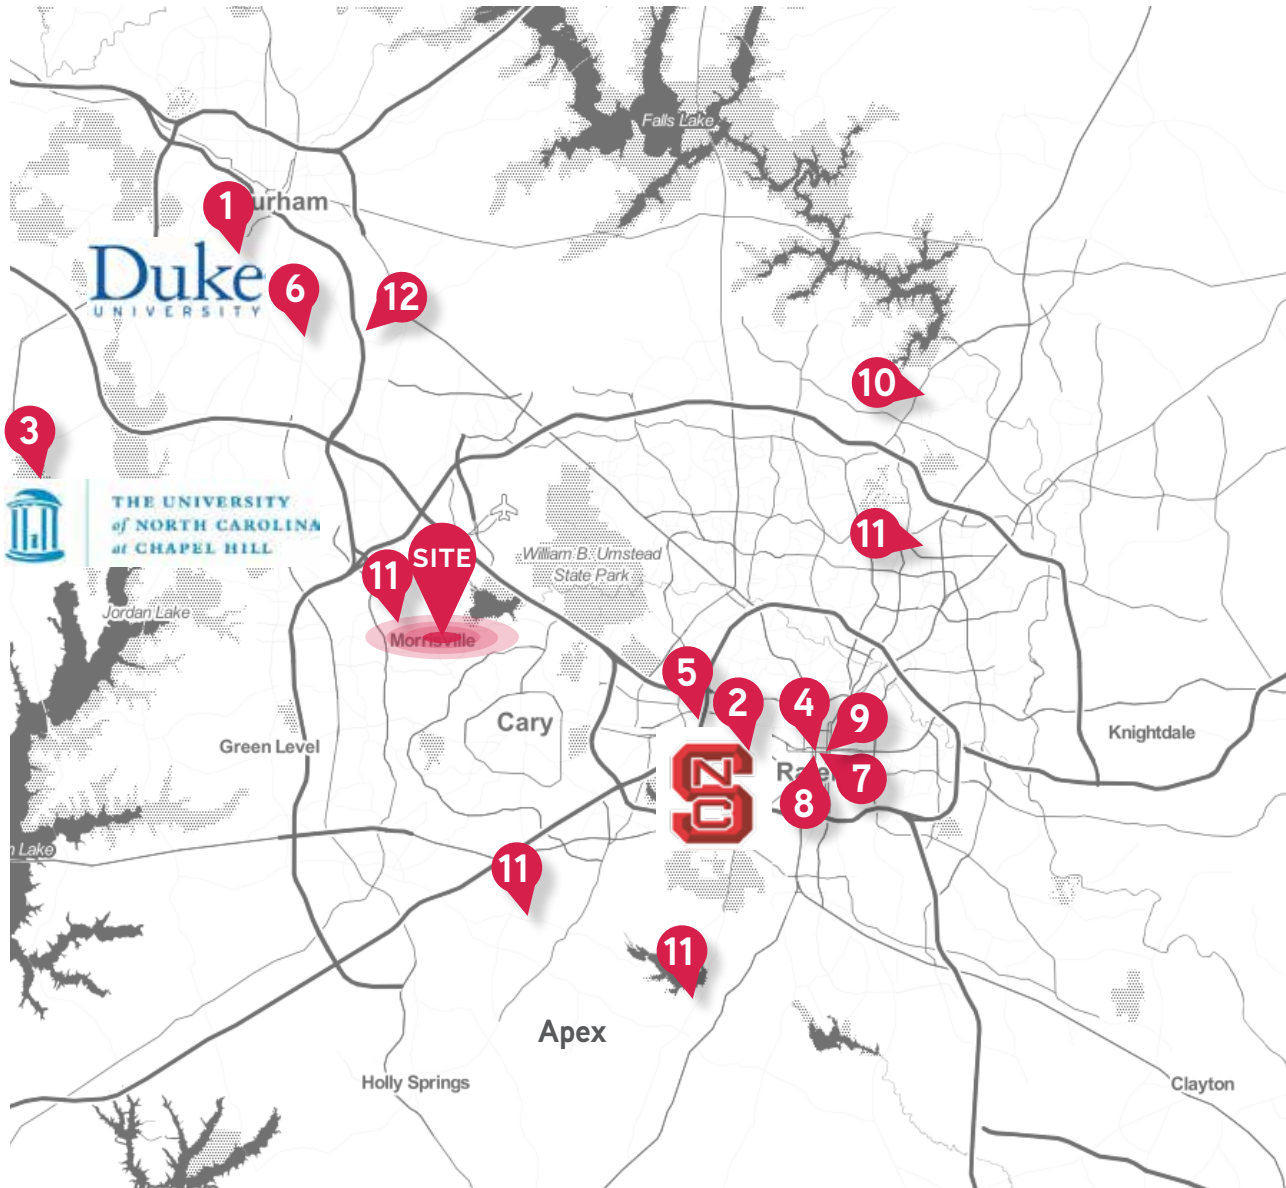 Falls Lake
1
urham
Duke
UNIVERSITY
6
12
10
3
THE UNIVERSITY
of NORTH CAROLINA
at CHAPEL HILL
11
SITE
11
William B. Umstead
State Park
Jordan Lake
Morrisville
5
2
4
9
Cary
Green Level
Knightdale
N
C
S
7
8
Lake
11
11
Apex
Holly Springs
Clayton